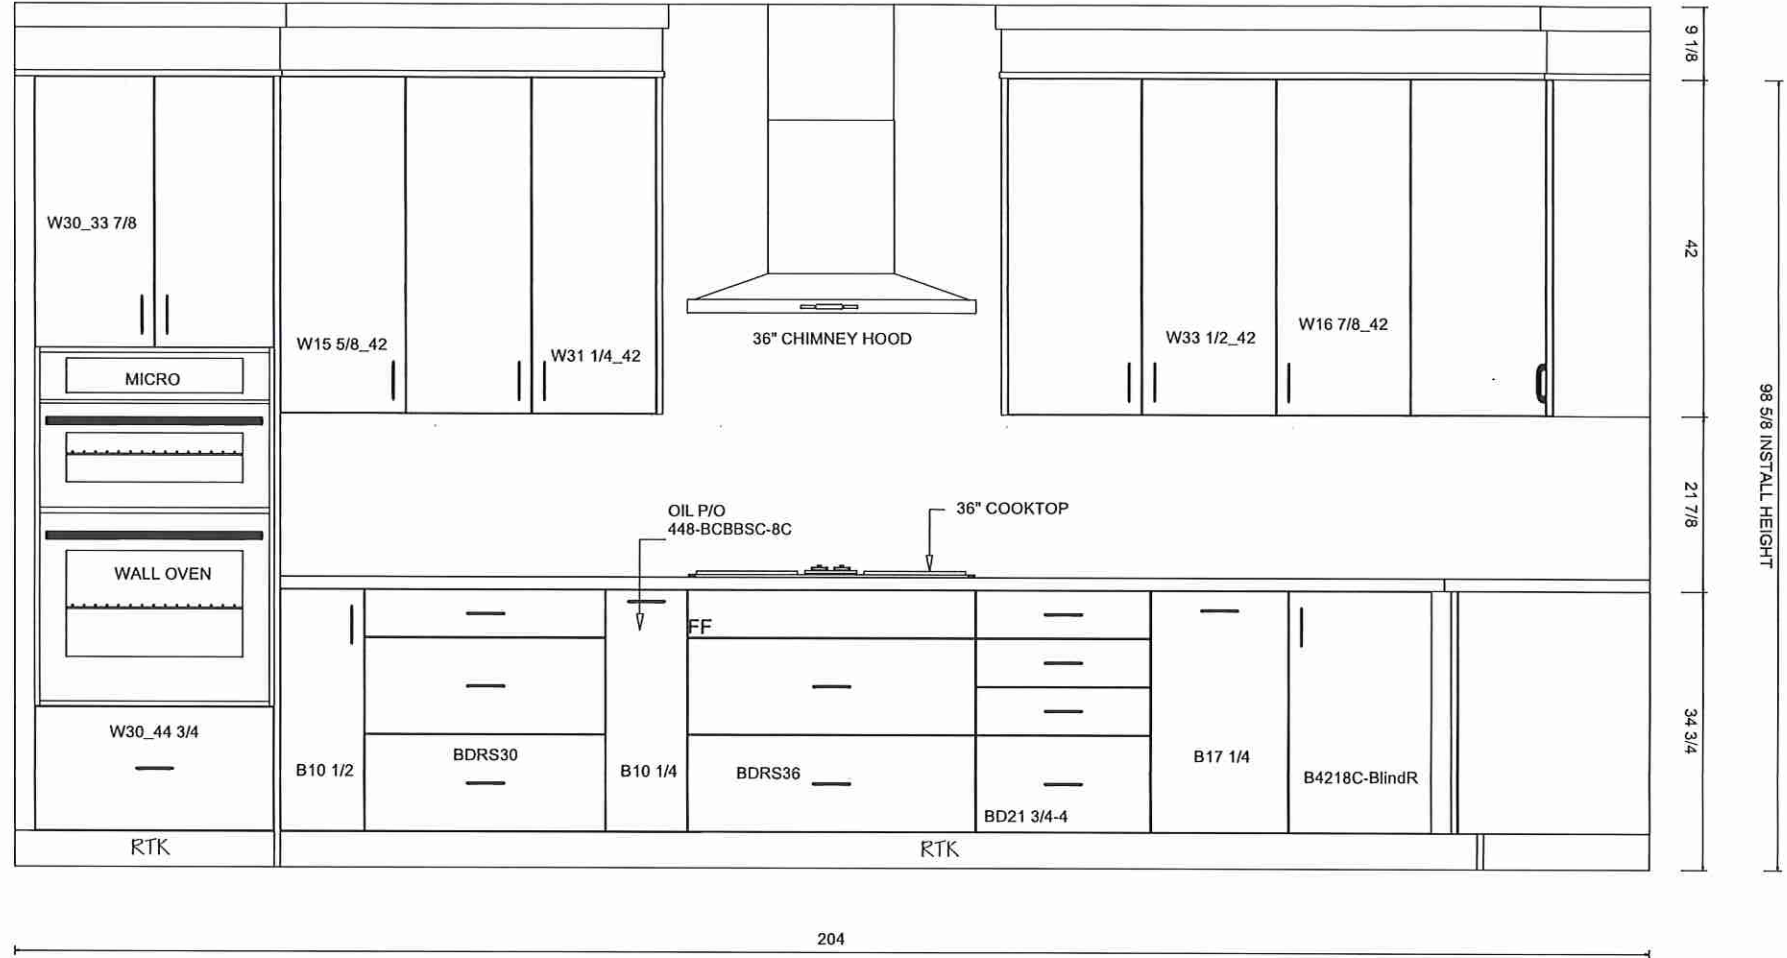 9 1/8
W30_33 7/8
42
W15 5/8_42
W31 1/4_42
36" CHIMNEY HOOD
W33 1/2_42
W16 7/8_42
MICRO
98 5/8 INSTALL HEIGHT
OIL P/O
448-BCBBSC-8C
36" COOKTOP
21 7/8
WALL OVEN
FF
W30_44 3/4
34 3/4
B10 1/2
BDRS30
B10 1/4
BDRS36
BD21 3/4-4
B17 1/4
B4218C-BlindR
RTK
RTK
204